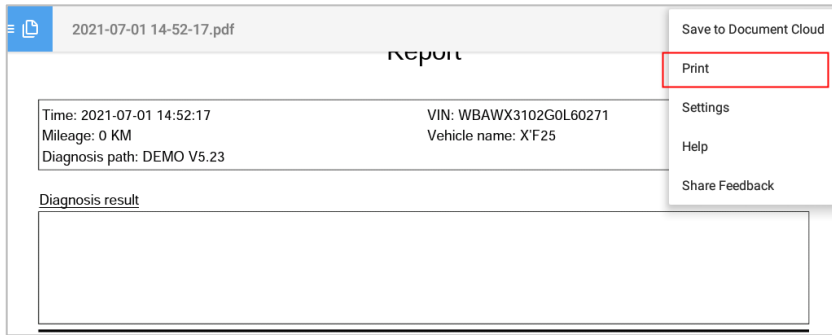 2021-07-01 14-52-17.pdf
Report
Time: 2021-07-01 14:52:17
VIN: WBAWX3102G0L60271
Mileage: 0 KM
Vehicle name: X'F25
Diagnosis path: DEMO V5.23
Diagnosis result
Save to Document Cloud
Print
Settings
Help
Share Feedback